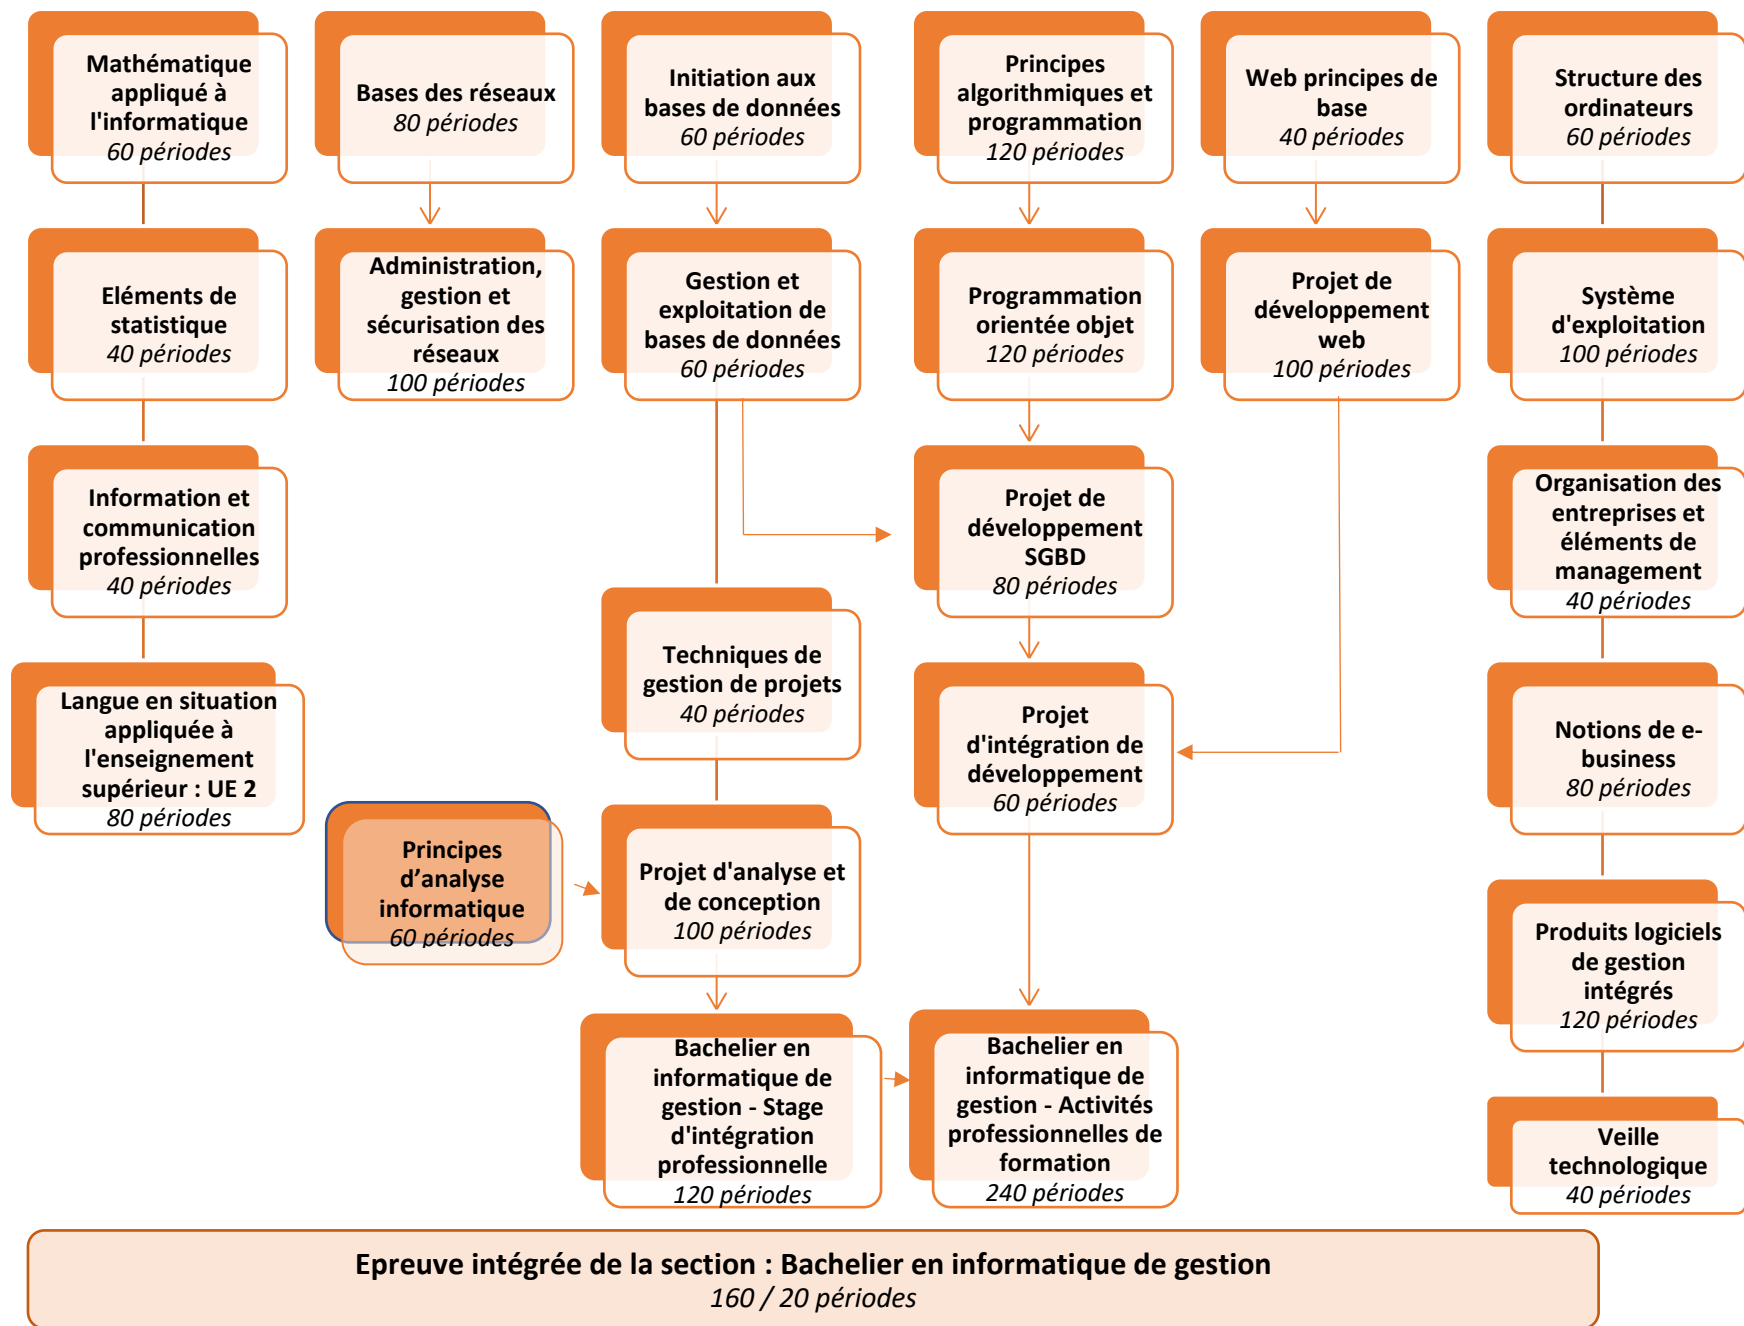 Mathématique
appliqué à
l'informatique
60 périodes
Bases des réseaux
80 périodes
Initiation aux
bases de données
60 périodes
Principes
algorithmiques et
programmation
120 périodes
Web principes de
base
40 périodes
Structure des
ordinateurs
60 périodes
Eléments de
statistique
40 périodes
Administration,
gestion et
sécurisation des
réseaux
100 périodes
Gestion et
exploitation de
bases de données
60 périodes
Programmation
orientée objet
120 périodes
Projet de
développement
web
100 périodes
Système
d'exploitation
100 périodes
Information et
communication
professionnelles
40 périodes
Projet de
développement
SGBD
80 périodes
Organisation des
entreprises et
éléments de
management
40 périodes
Langue en situation
appliquée à
l'enseignement
supérieur : UE 2
80 périodes
Techniques de
gestion de projets
40 périodes
Projet
d'intégration de
développement
60 périodes
Notions de e-
business
80 périodes
Principes
d’analyse
informatique
60 périodes
Projet d'analyse et
de conception
100 périodes
Produits logiciels
de gestion
intégrés
120 périodes
Bachelier en
informatique de
gestion - Stage
d'intégration
professionnelle
120 périodes
Bachelier en
informatique de
gestion - Activités
professionnelles de
formation
240 périodes
Veille
technologique
40 périodes
Epreuve intégrée de la section : Bachelier en informatique de gestion
160 / 20 périodes